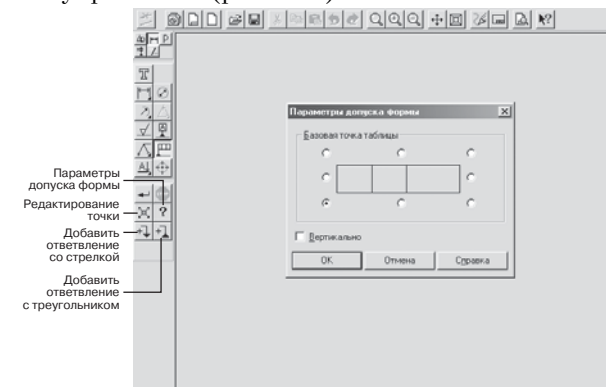 Параметры допуска формы
Базовая точка таблицы
Вертикально
OK
Отмена
Справка
Параметры
допуска формы
Редактирование
точки
Добавить
ответвление
со стрелкой
Добавить
ответвление
с треугольником